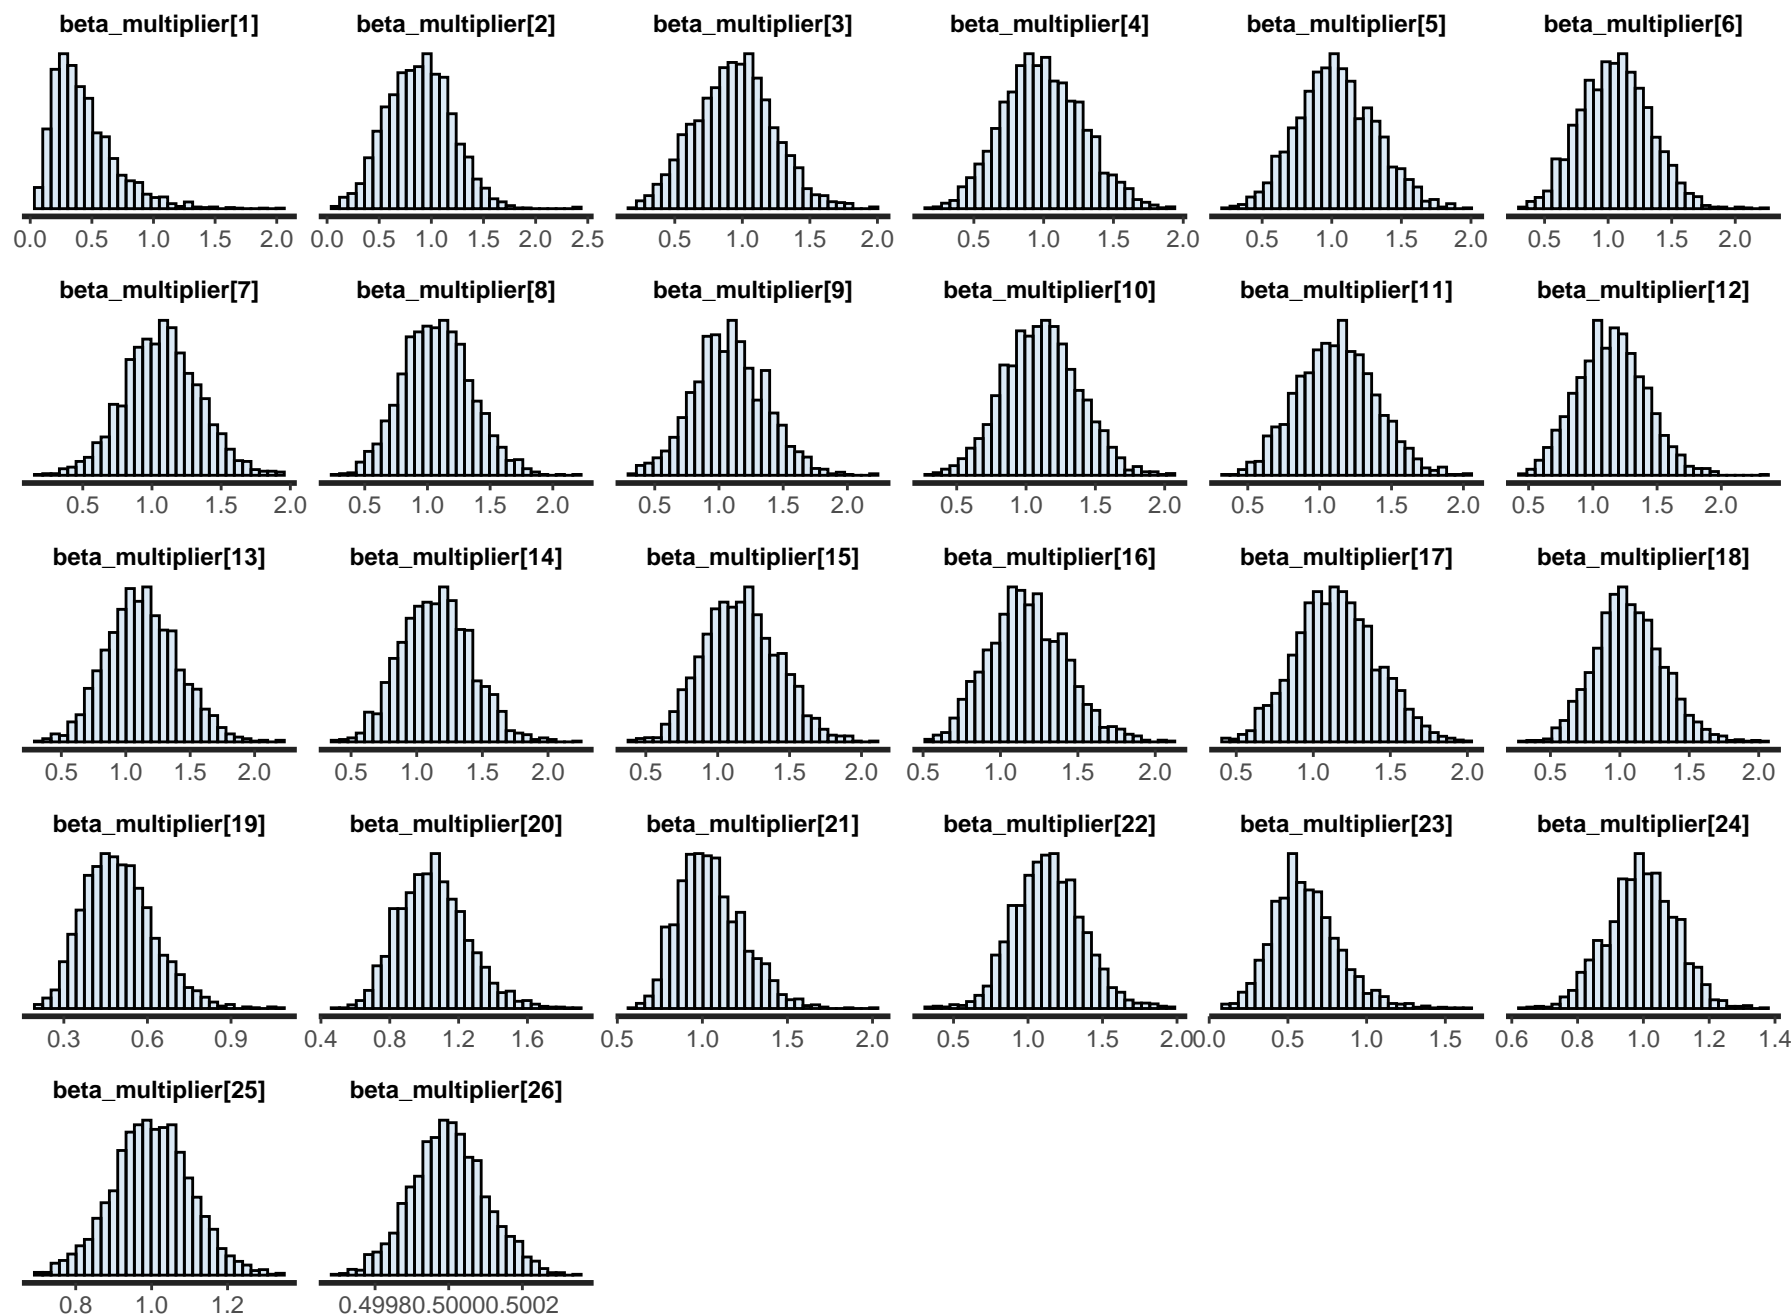 beta_multiplier[1] beta_multiplier[2] beta_multiplier[3] beta_multiplier[4] beta_multiplier[5] beta_multiplier[6]
0.0 0.5 1.0 1.5 2.0 0.0 0.5 1.0 1.5 2.0 2.5 0.5 1.0 1.5 2.0 0.5 1.0 1.5 2.0 0.5 1.0 1.5 2.0 0.5 1.0 1.5 2.0
beta_multiplier[7] beta_multiplier[8] beta_multiplier[9] beta_multiplier[10] beta_multiplier[11] beta_multiplier[12]
0.5 1.0 1.5 2.0 0.5 1.0 1.5 2.0 0.5 1.0 1.5 2.0 0.5 1.0 1.5 2.0 0.5 1.0 1.5 2.0 0.5 1.0 1.5 2.0
beta_multiplier[13] beta_multiplier[14] beta_multiplier[15] beta_multiplier[16] beta_multiplier[17] beta_multiplier[18]
0.5 1.0 1.5 2.0 0.5 1.0 1.5 2.0 0.5 1.0 1.5 2.0 0.5 1.0 1.5 2.0 0.5 1.0 1.5 2.0 0.5 1.0 1.5 2.0
beta_multiplier[19] beta_multiplier[20] beta_multiplier[21] beta_multiplier[22] beta_multiplier[23] beta_multiplier[24]
0.3 0.6 0.9 0.4 0.8 1.2 1.6 0.5 1.0 1.5 2.0 0.5 1.0 1.5 2.0 0.0 0.5 1.0 1.5 0.6 0.8 1.0 1.2 1.4
beta_multiplier[25] beta_multiplier[26]
0.8 1.0 1.2 0.4998 0.5000 0.5002